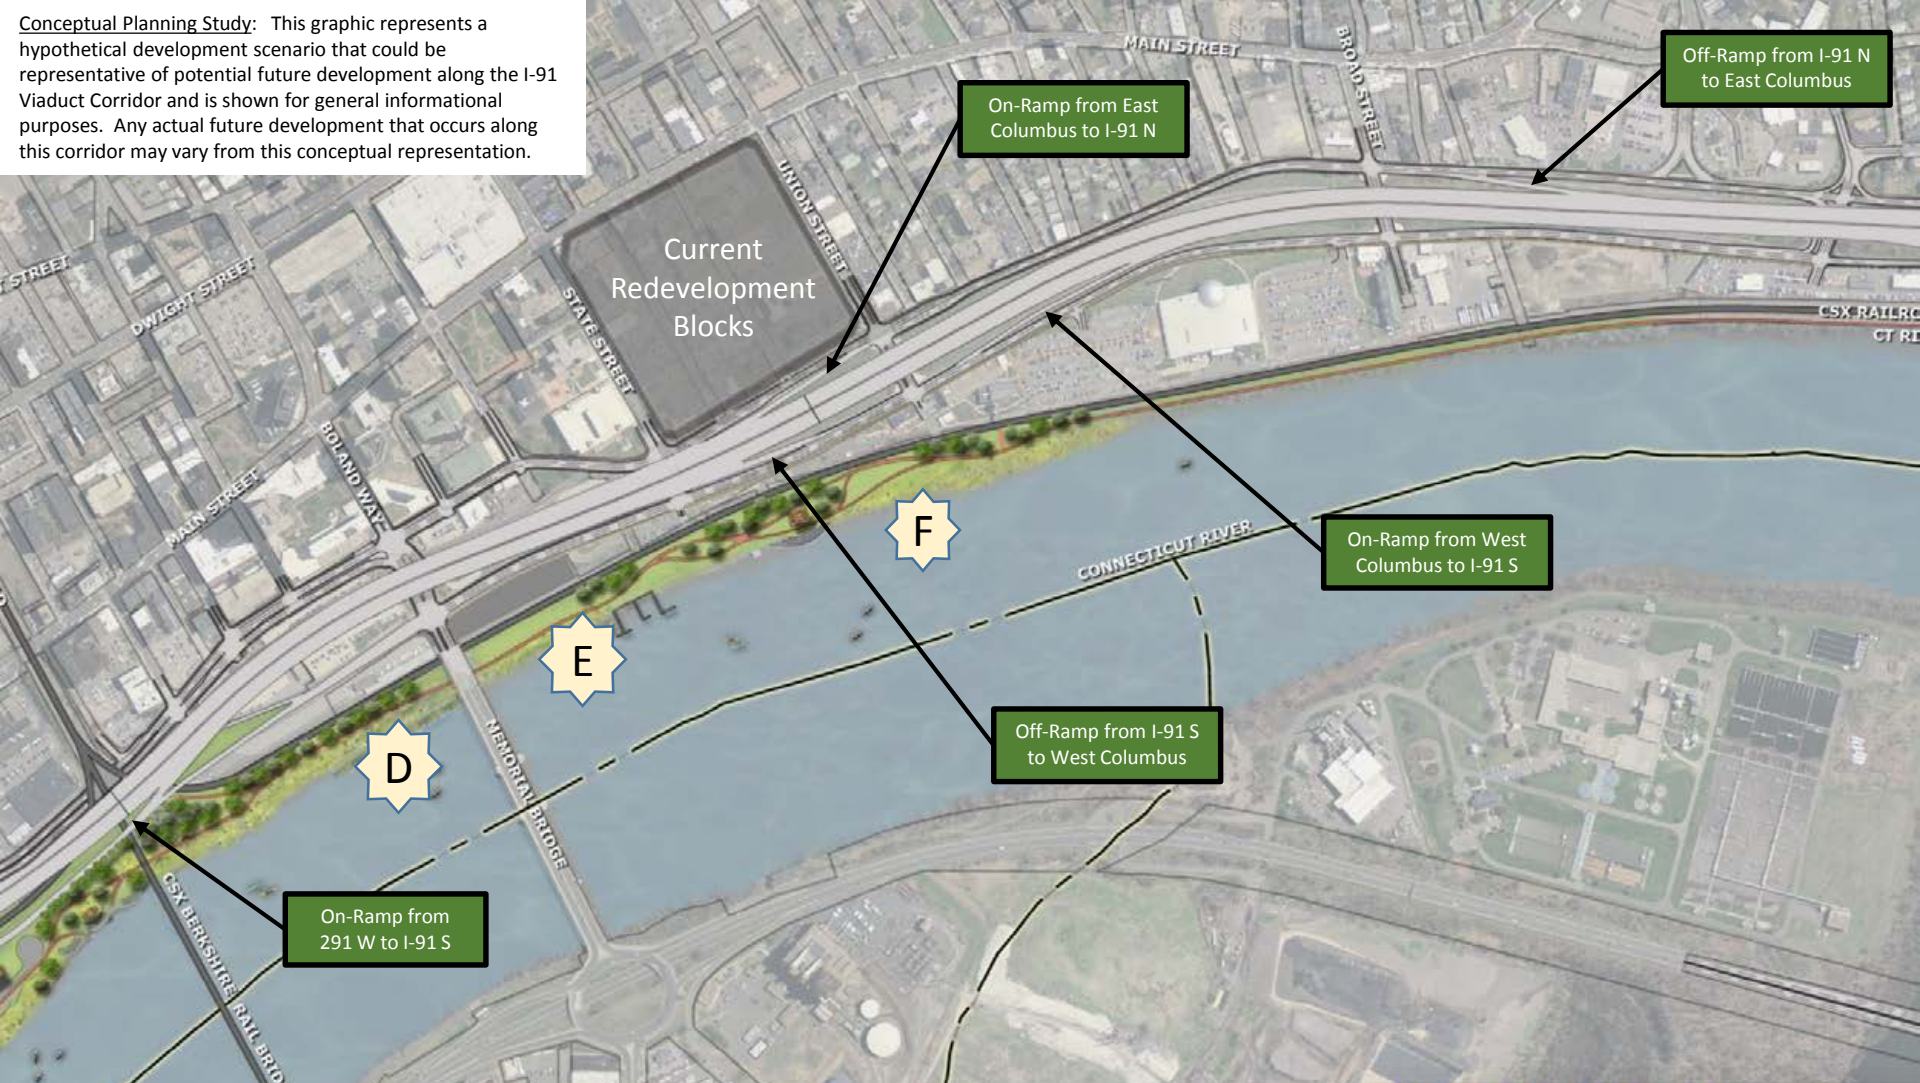 Conceptual Planning Study: This graphic represents a
hypothetical development scenario that could be
representative of potential future development along the I-91
Viaduct Corridor and is shown for general informational
purposes. Any actual future development that occurs along
this corridor may vary from this conceptual representation.
MAIN STREET
BROAD STREET
Off-Ramp from I-91 N
to East Columbus
On-Ramp from East
Columbus to I-91 N
UNION STREET
Current
Redevelopment
Blocks
STREET
DWIGHT STREET
STATE STREET
CSX RAILRO
CT RI
BOLAND WAY
MAIN STREET
F
CONNECTICUT RIVER
On-Ramp from West
Columbus to I-91 S
E
Off-Ramp from I-91 S
to West Columbus
D
MEMORIAL BRIDGE
On-Ramp from
291 W to I-91 S
CSX BERKSHIRE RAIL BRID